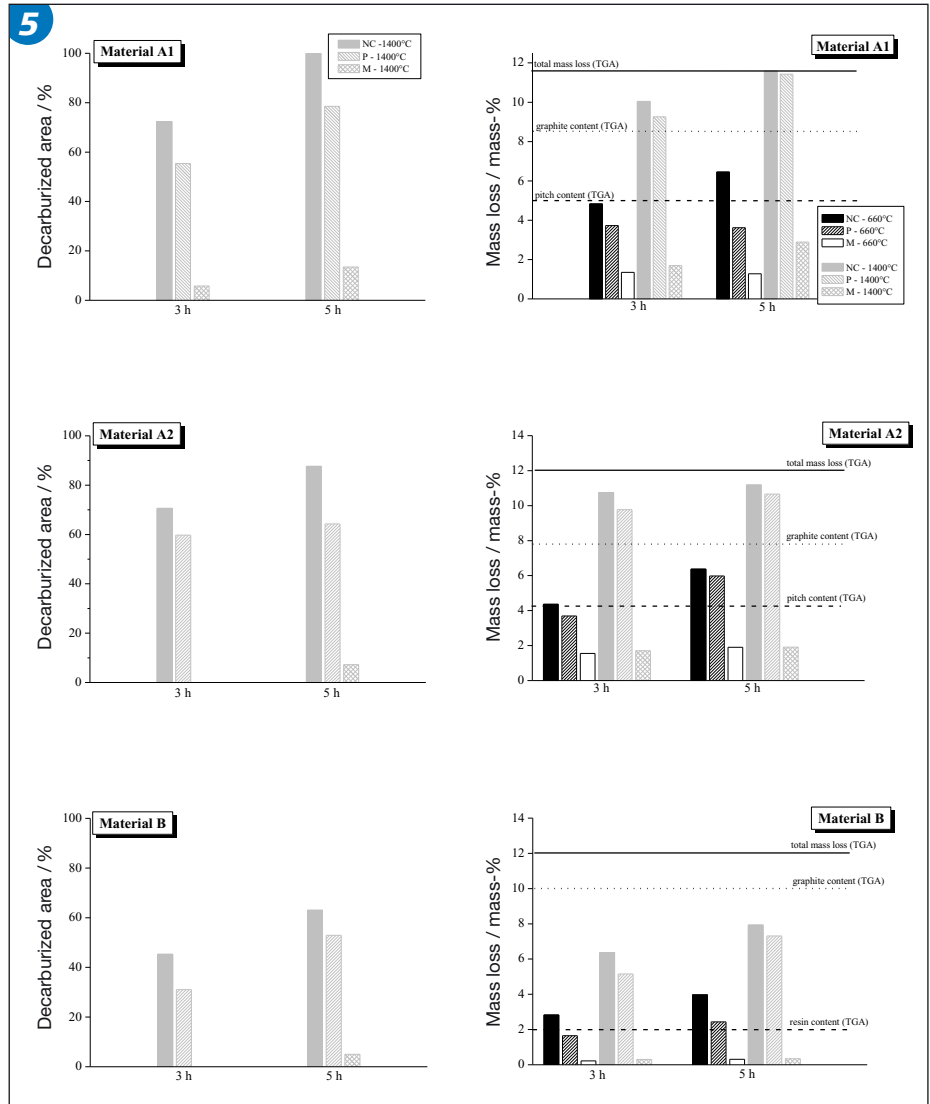 5
Material A1
NC -1400°C
P - 1400°C
M - 1400°C
Decarburized area / %
100
80
60
40
20
0
3 h
5 h
Material A1
total mass loss (TGA)
graphite content (TGA)
pitch content (TGA)
NC - 660°C
P - 660°C
M - 660°C
NC - 1400°C
P - 1400°C
M - 1400°C
Mass loss / mass-%
12
10
8
6
4
2
0
3 h
5 h
Material A2
Decarburized area / %
100
80
60
40
20
0
3 h
5 h
Material A2
total mass loss (TGA)
graphite content (TGA)
pitch content (TGA)
Mass loss / mass-%
14
12
10
8
6
4
2
0
3 h
5 h
Material B
Decarburized area / %
100
80
60
40
20
0
3 h
5 h
Material B
total mass loss (TGA)
graphite content (TGA)
resin content (TGA)
Mass loss / mass-%
14
12
10
8
6
4
2
0
3 h
5 h